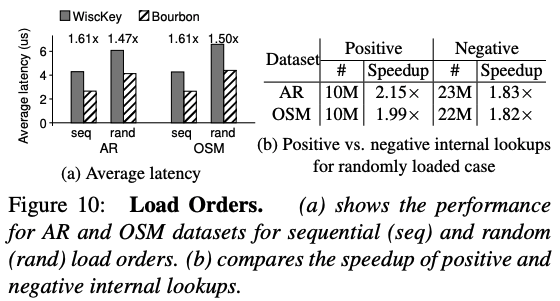 WiscKey Bourbon
Average latency (us)
6
4
2
0
1.61x 1.47x 1.61x 1.50x
seq rand seq rand
AR OSM
(a) Average latency
Dataset Positive Negative
# Speedup # Speedup
AR 10M 2.15× 23M 1.83×
OSM 10M 1.99× 22M 1.82×
(b) Positive vs. negative internal lookups
for randomly loaded case
Figure 10: Load Orders. (a) shows the performance
for AR and OSM datasets for sequential (seq) and random
(rand) load orders. (b) compares the speedup of positive and
negative internal lookups.